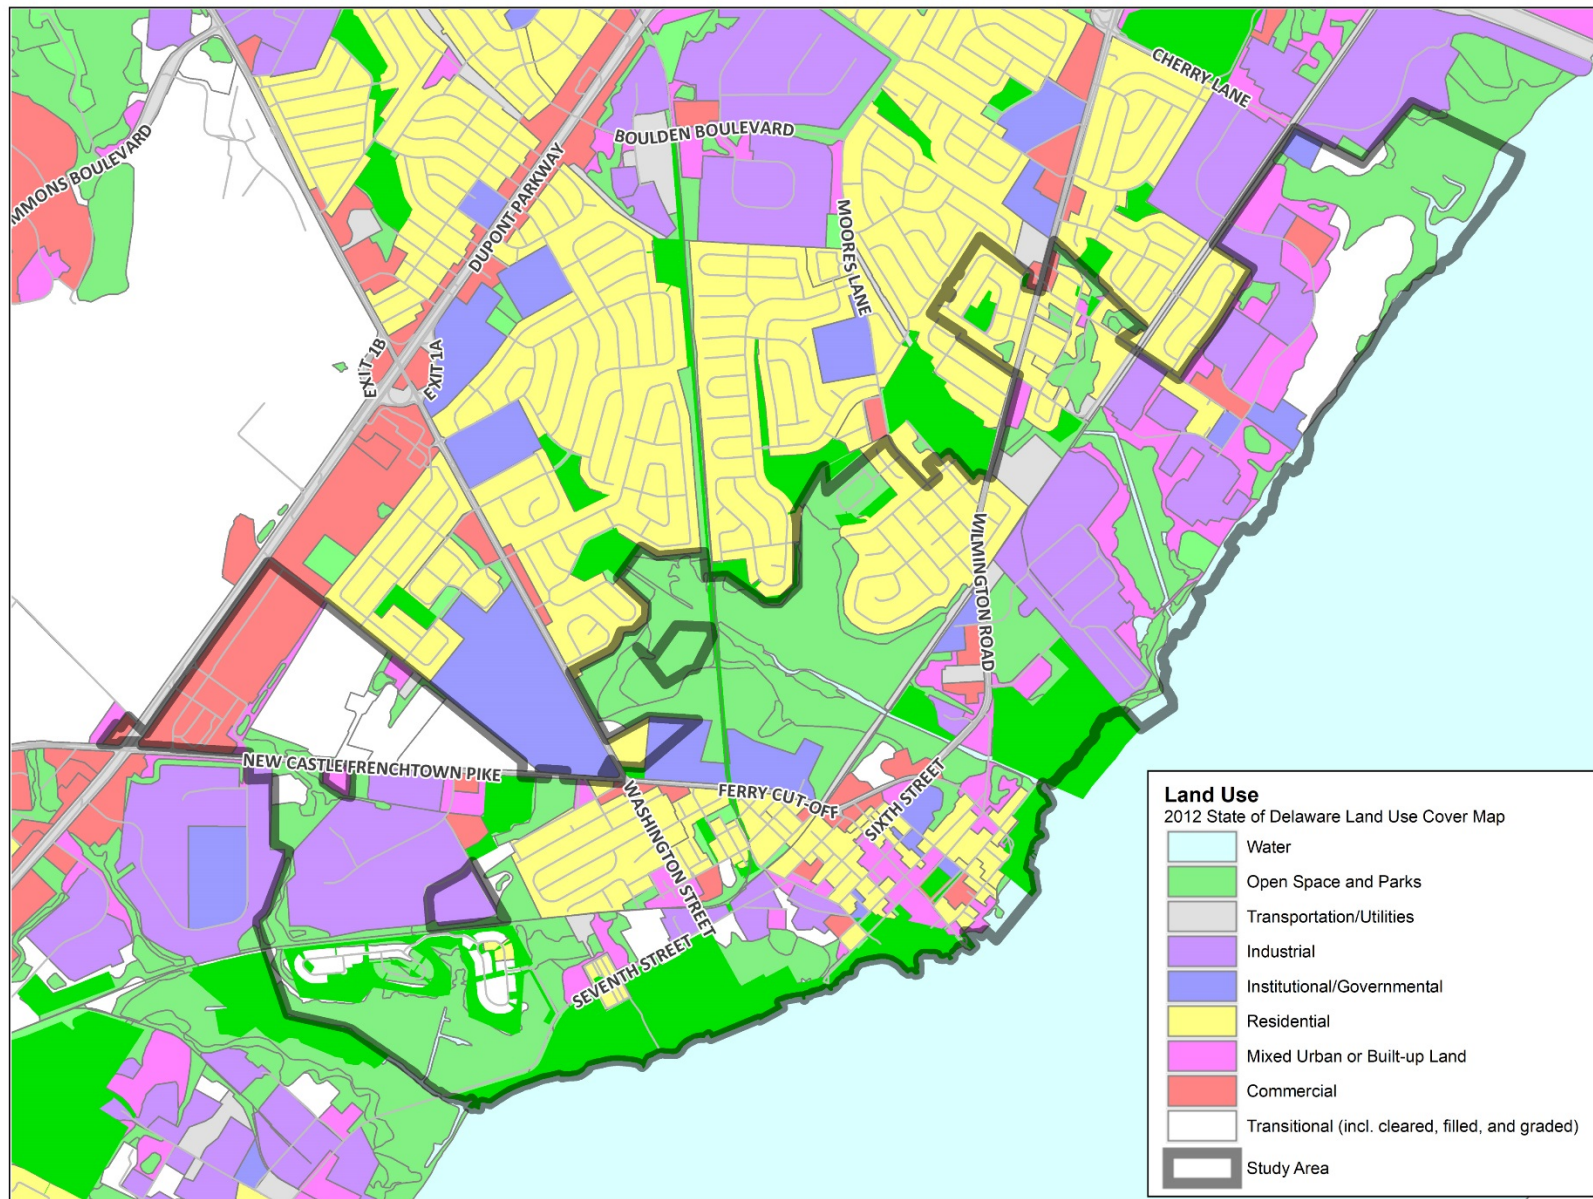 CHERRY LANE
BOULDEN BOULEVARD
MMONS BOULEVARD
DUPONT PARKWAY
MOORES LANE
EXIT 1B
EXIT 1A
WILMINGTON ROAD
NEW CASTLE FRENCHTOWN PIKE
FERRY CUT-OFF
SIXTH STREET
WASHINGTON STREET
SEVENTH STREET
Land Use
2012 State of Delaware Land Use Cover Map
Water
Open Space and Parks
Transportation/Utilities
Industrial
Institutional/Governmental
Residential
Mixed Urban or Built-up Land
Commercial
Transitional (incl. cleared, filled, and graded)
Study Area